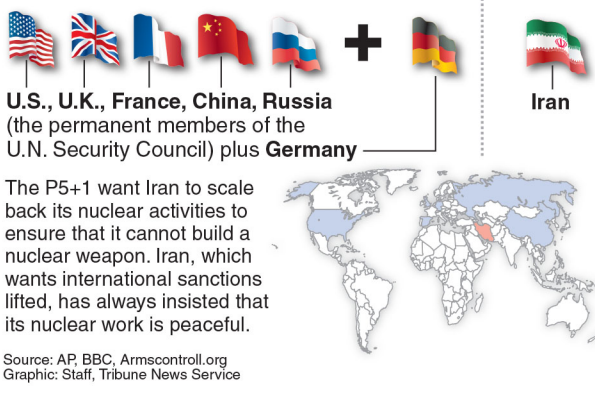 U.S., U.K., France, China, Russia
(the permanent members of the
U.N. Security Council) plus Germany
Iran
The P5+1 want Iran to scale
back its nuclear activities to
ensure that it cannot build a
nuclear weapon. Iran, which
wants international sanctions
lifted, has always insisted that
its nuclear work is peaceful.
Source: AP, BBC, Armscontroll.org
Graphic: Staff, Tribune News Service